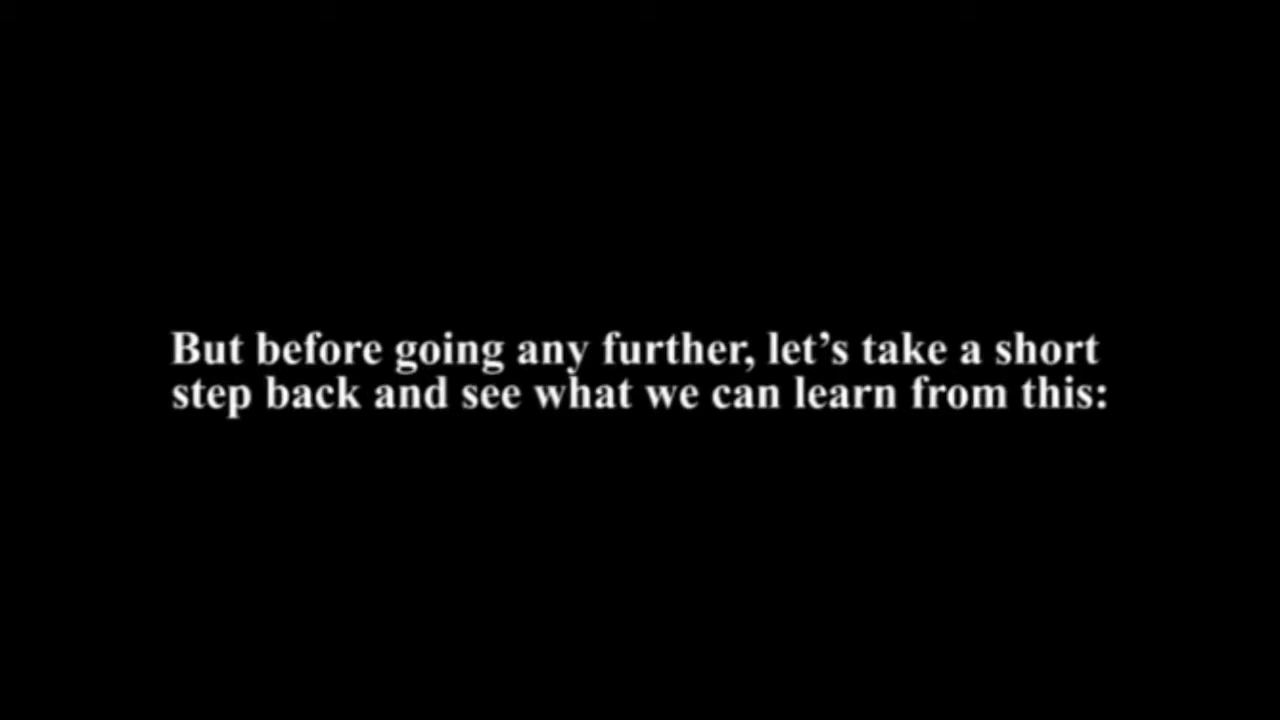 But before going any further, let’s take a short
step back and see what we can learn from this: